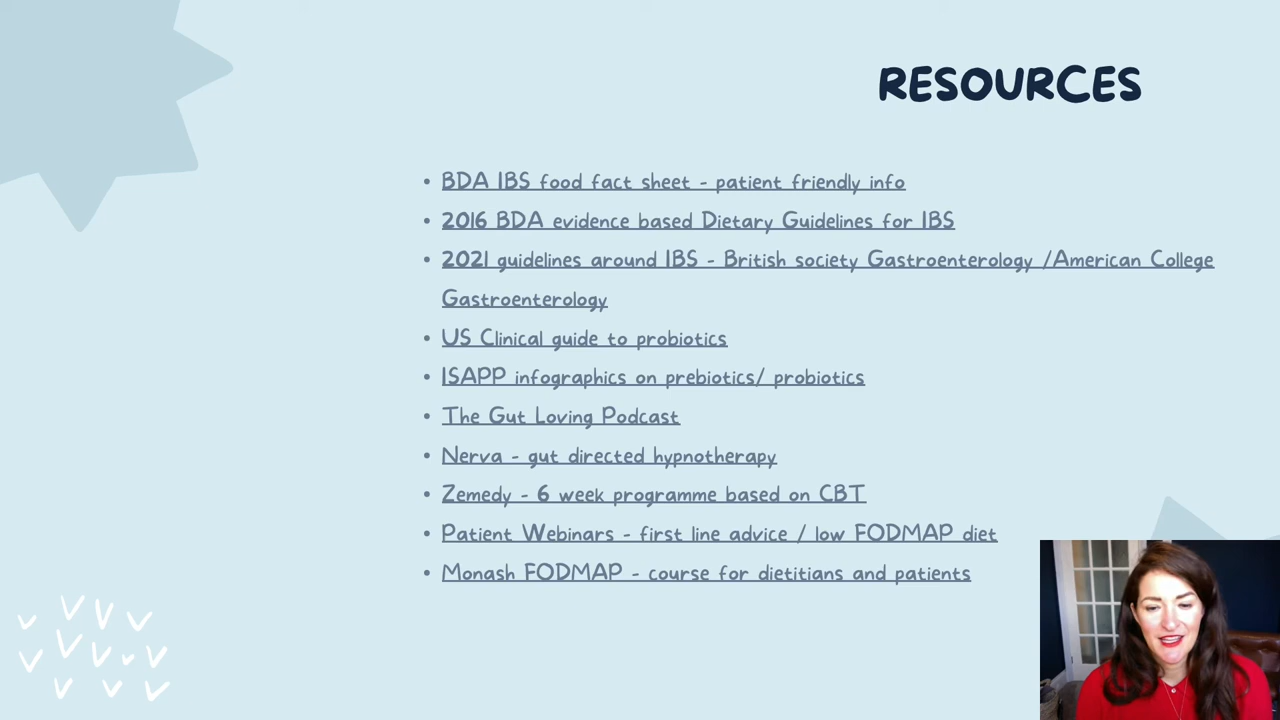 RESOURCES
BDA IBS food fact sheet - patient friendly info
2016 BDA evidence based Dietary Guidelines for IBS
2021 guidelines around IBS - British society Gastroenterology /American College
Gastroenterology
US Clinical guide to probiotics
ISAPP infographics on prebiotics/ probiotics
The Gut Loving Podcast
Nerva - gut directed hypnotherapy
Zemedy - 6 week programme based on CBT
Patient Webinars - first line advice / low FODMAP diet
Monash FODMAP - course for dietitians and patients